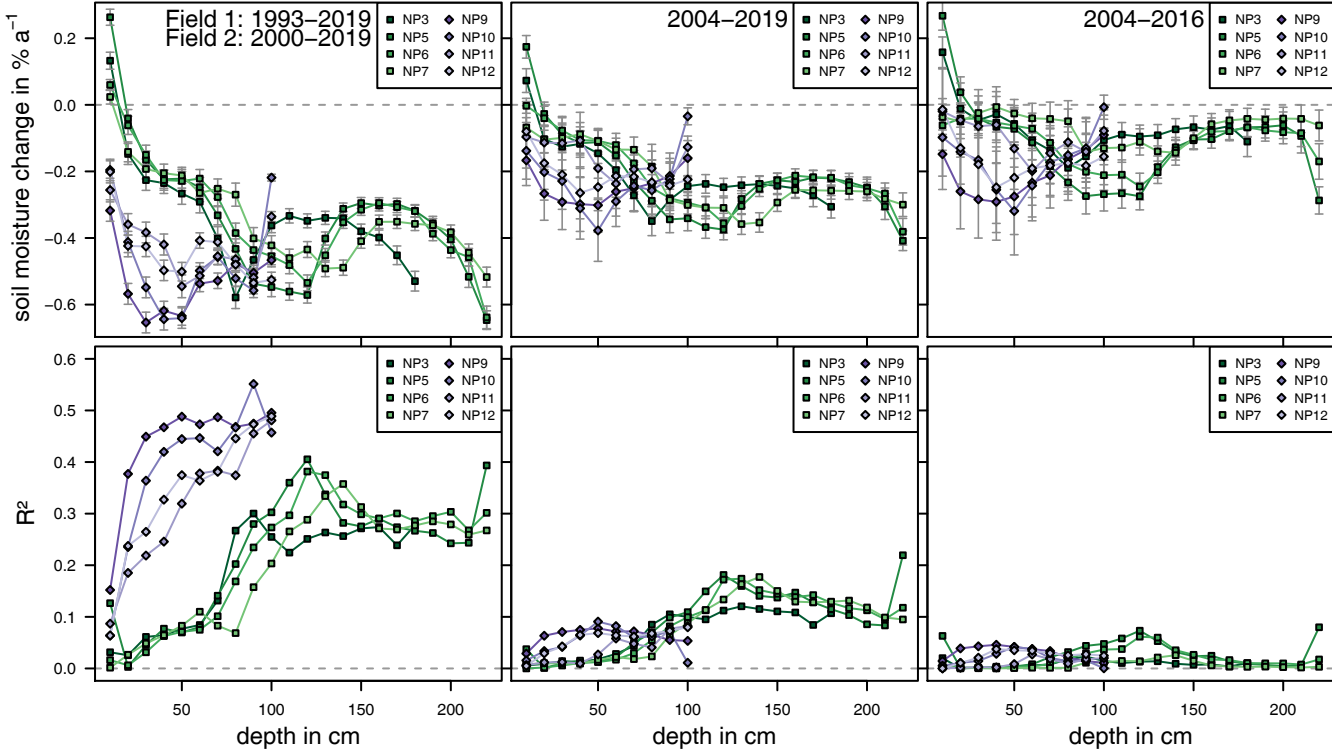 Field 1: 1993−2019
Field 2: 2000−2019
NP3 NP9
NP5 NP10
NP6 NP11
NP7 NP12
2004−2019
NP3 NP9
NP5 NP10
NP6 NP11
NP7 NP12
2004−2016
NP3 NP9
NP5 NP10
NP6 NP11
NP7 NP12
soil moisture change in % a⁻¹
0.2
0.0
−0.2
−0.4
−0.6
NP3 NP9
NP5 NP10
NP6 NP11
NP7 NP12
NP3 NP9
NP5 NP10
NP6 NP11
NP7 NP12
NP3 NP9
NP5 NP10
NP6 NP11
NP7 NP12
R²
0.6
0.5
0.4
0.3
0.2
0.1
0.0
50 100 150 200
50 100 150 200
50 100 150 200
depth in cm
depth in cm
depth in cm